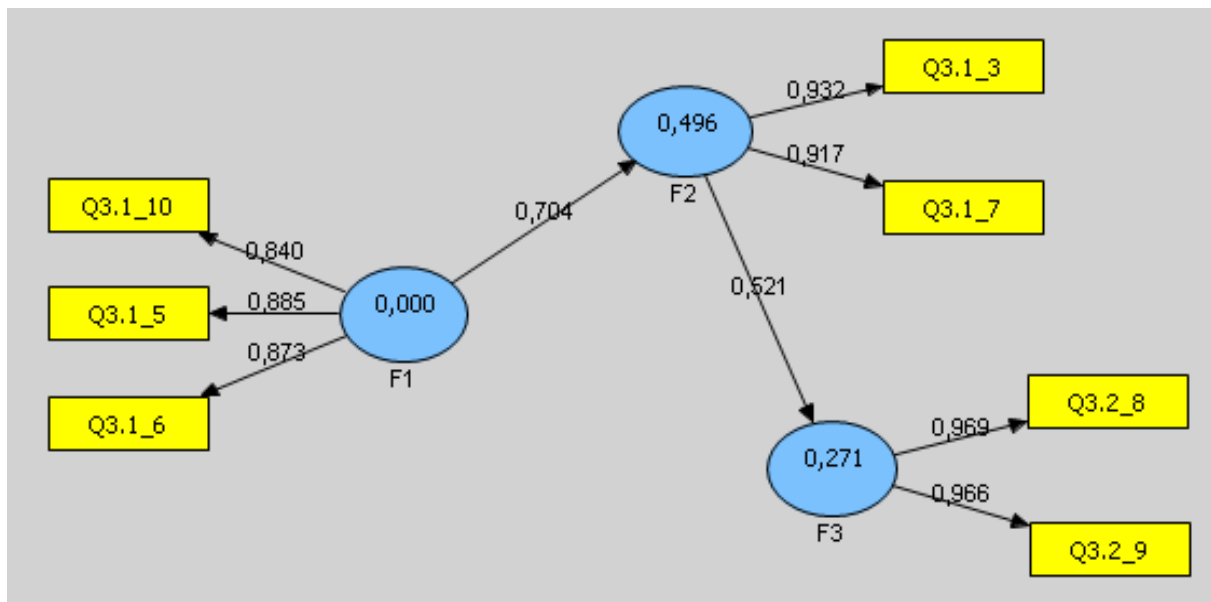 Q3.1_3
0,932
0,496
0,917
F2
Q3.1_7
Q3.1_10
0,840
0,704
0,885
Q3.1_5
0,000
0,521
0,873
F1
Q3.1_6
Q3.2_8
0,969
0,271
0,966
F3
Q3.2_9